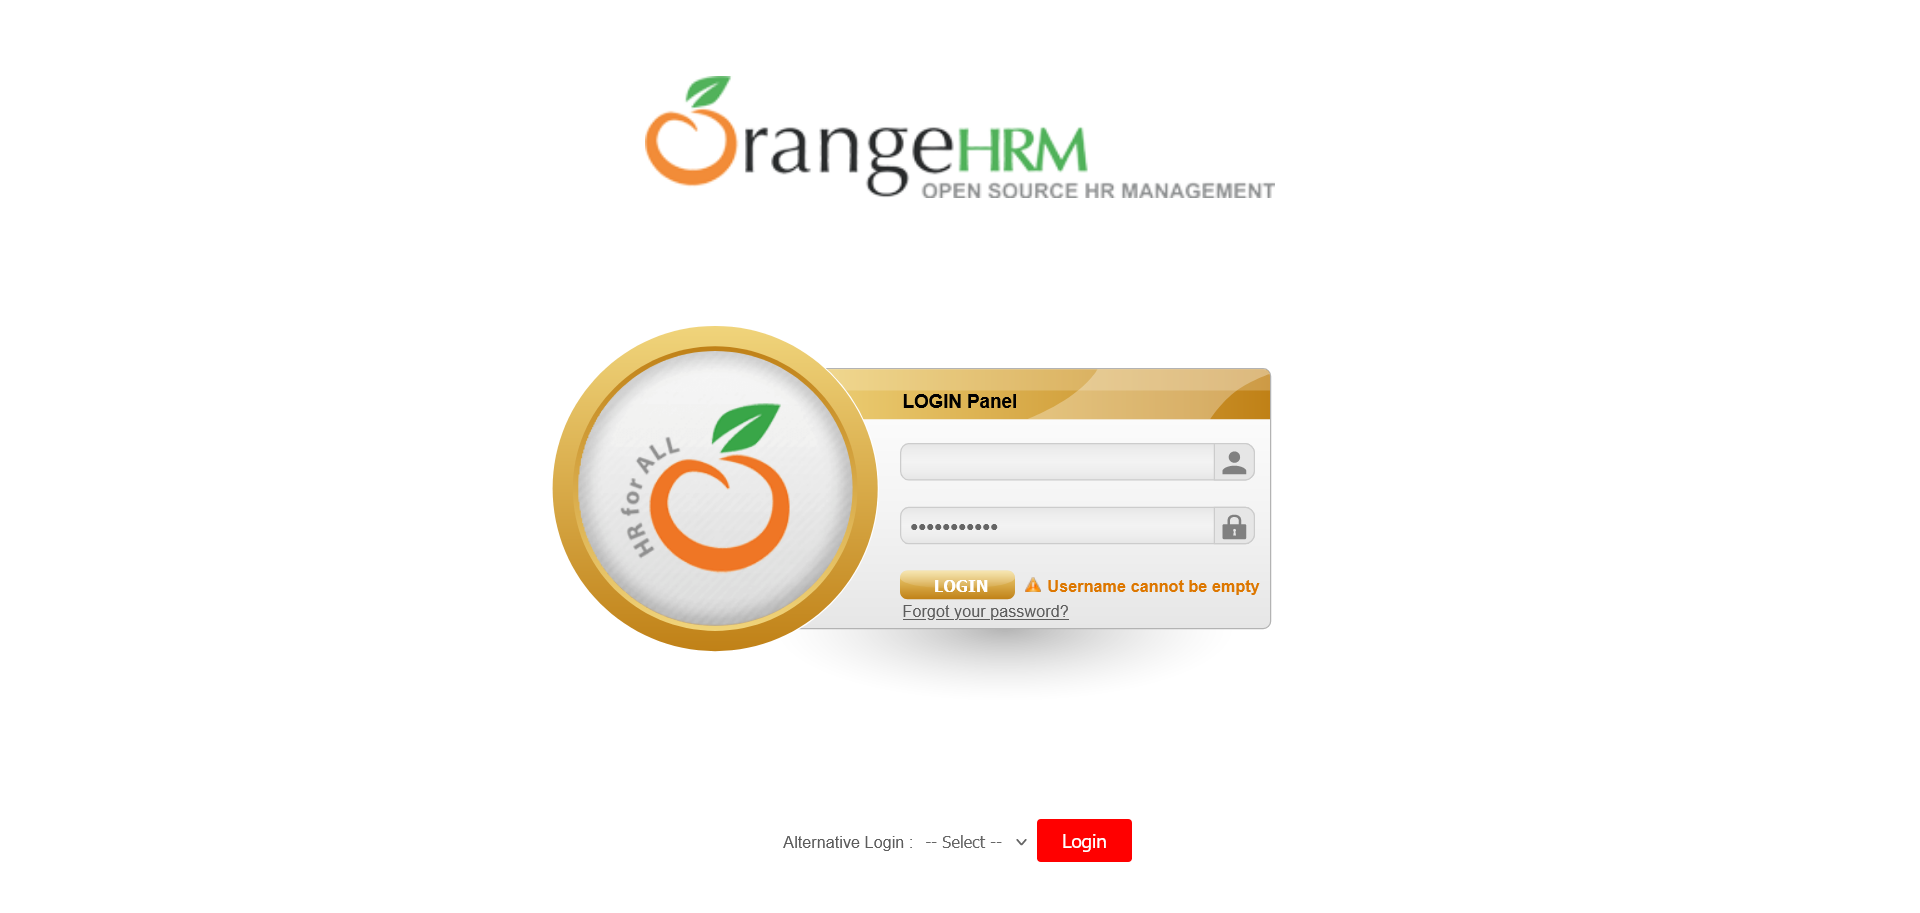 OrangeHRM
OPEN SOURCE HR MANAGEMENT
HR for ALL
LOGIN Panel
•••••••••••
LOGIN
Username cannot be empty
Forgot your password?
Alternative Login : -- Select -- Login